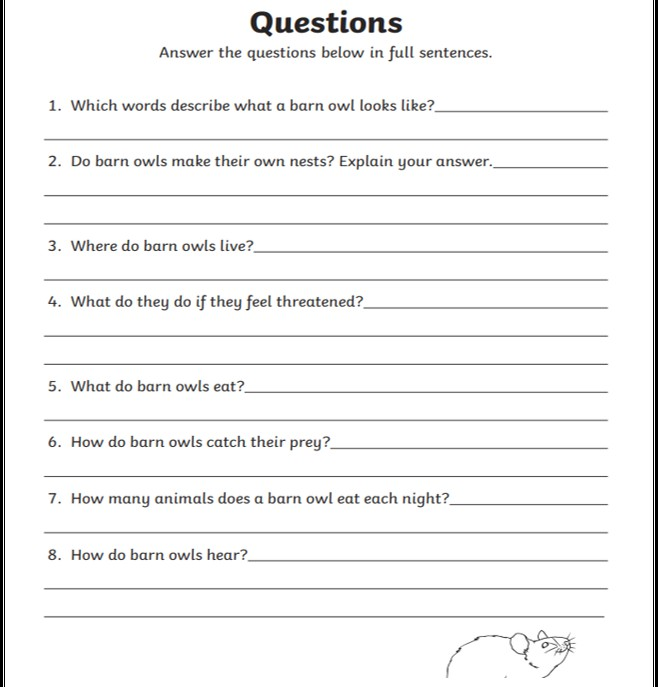 Questions
Answer the questions below in full sentences.
1. Which words describe what a barn owl looks like?
2. Do barn owls make their own nests? Explain your answer.
3. Where do barn owls live?
4. What do they do if they feel threatened?
5. What do barn owls eat?
6. How do barn owls catch their prey?
7. How many animals does a barn owl eat each night?
8. How do barn owls hear?